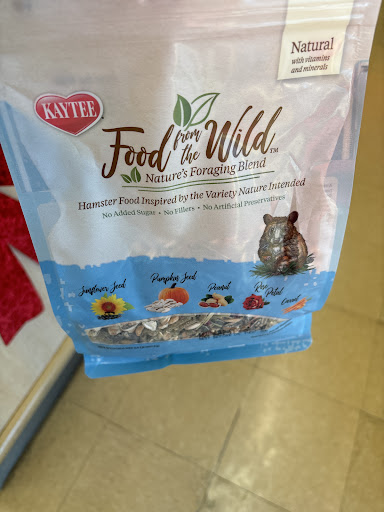 Natural
with vitamins
and minerals
KAYTEE
Food from the Wild™
Nature's Foraging Blend
Hamster Food Inspired by the Variety Nature Intended
No Added Sugar • No Fillers • No Artificial Preservatives
Sunflower Seed
Pumpkin Seed
Peanut
Rose Petal
Carrot